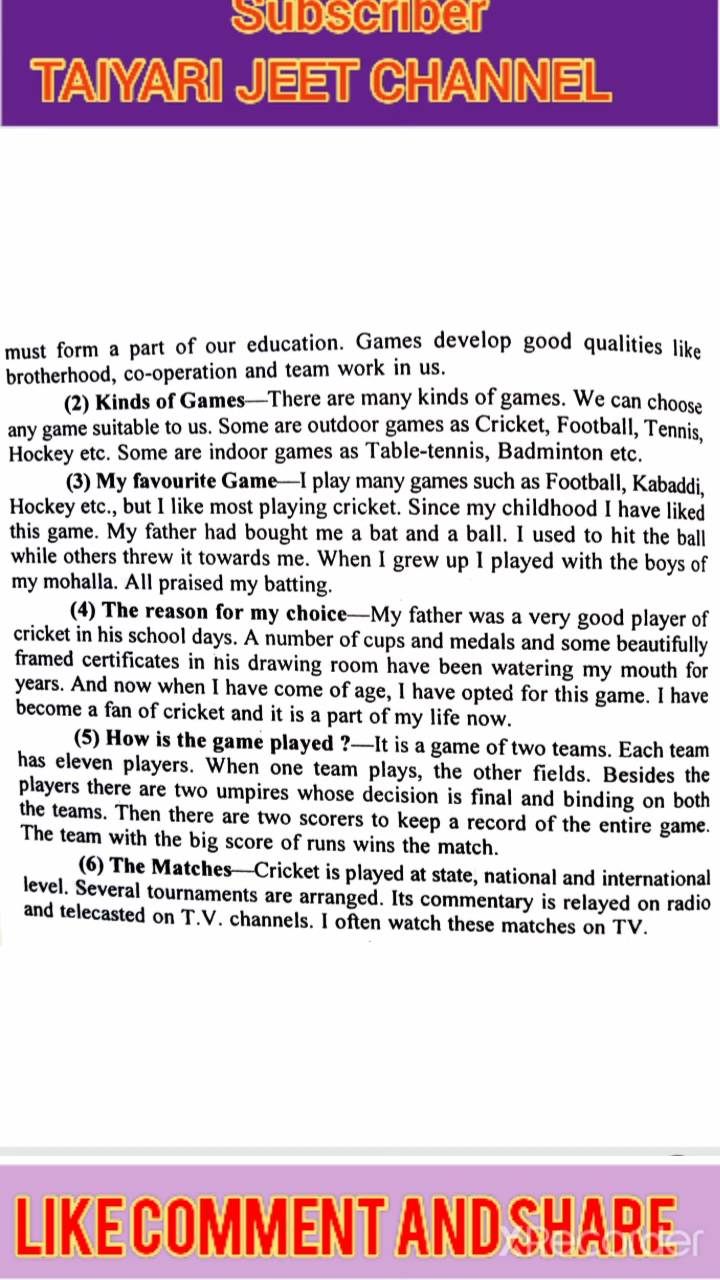 Subscriber
TAIYARI JEET CHANNEL
must form a part of our education. Games develop good qualities like
brotherhood, co-operation and team work in us.
(2) Kinds of Games—There are many kinds of games. We can choose
any game suitable to us. Some are outdoor games as Cricket, Football, Tennis,
Hockey etc. Some are indoor games as Table-tennis, Badminton etc.
(3) My favourite Game—I play many games such as Football, Kabaddi,
Hockey etc., but I like most playing cricket. Since my childhood I have liked
this game. My father had bought me a bat and a ball. I used to hit the ball
while others threw it towards me. When I grew up I played with the boys of
my mohalla. All praised my batting.
(4) The reason for my choice—My father was a very good player of
cricket in his school days. A number of cups and medals and some beautifully
framed certificates in his drawing room have been watering my mouth for
years. And now when I have come of age, I have opted for this game. I have
become a fan of cricket and it is a part of my life now.
(5) How is the game played ?—It is a game of two teams. Each team
has eleven players. When one team plays, the other fields. Besides the
players there are two umpires whose decision is final and binding on both
the teams. Then there are two scorers to keep a record of the entire game.
The team with the big score of runs wins the match.
(6) The Matches—Cricket is played at state, national and international
level. Several tournaments are arranged. Its commentary is relayed on radio
and telecasted on T.V. channels. I often watch these matches on TV.
LIKE COMMENT AND SHARE
XRecorder